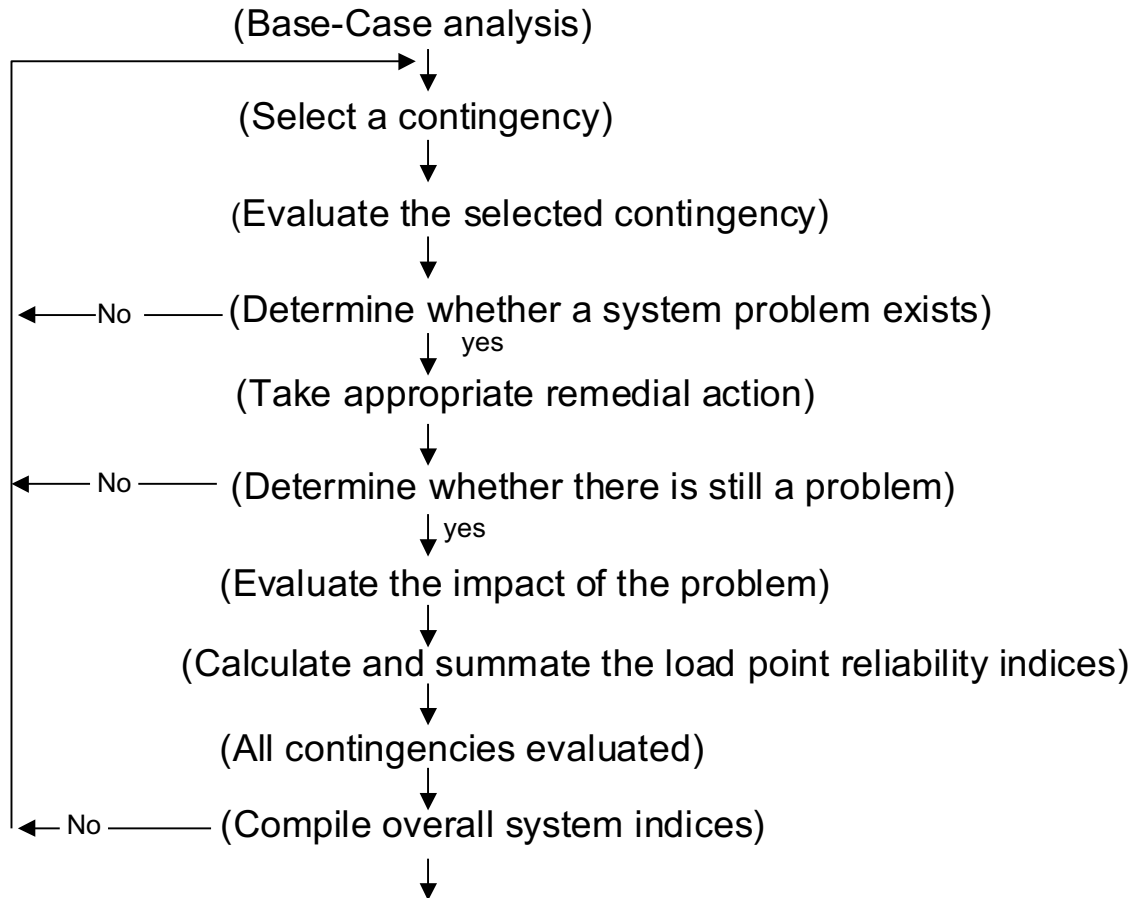 (Base-Case analysis)
(Select a contingency)
(Evaluate the selected contingency)
No (Determine whether a system problem exists)
yes
(Take appropriate remedial action)
No (Determine whether there is still a problem)
yes
(Evaluate the impact of the problem)
(Calculate and summate the load point reliability indices)
(All contingencies evaluated)
No (Compile overall system indices)